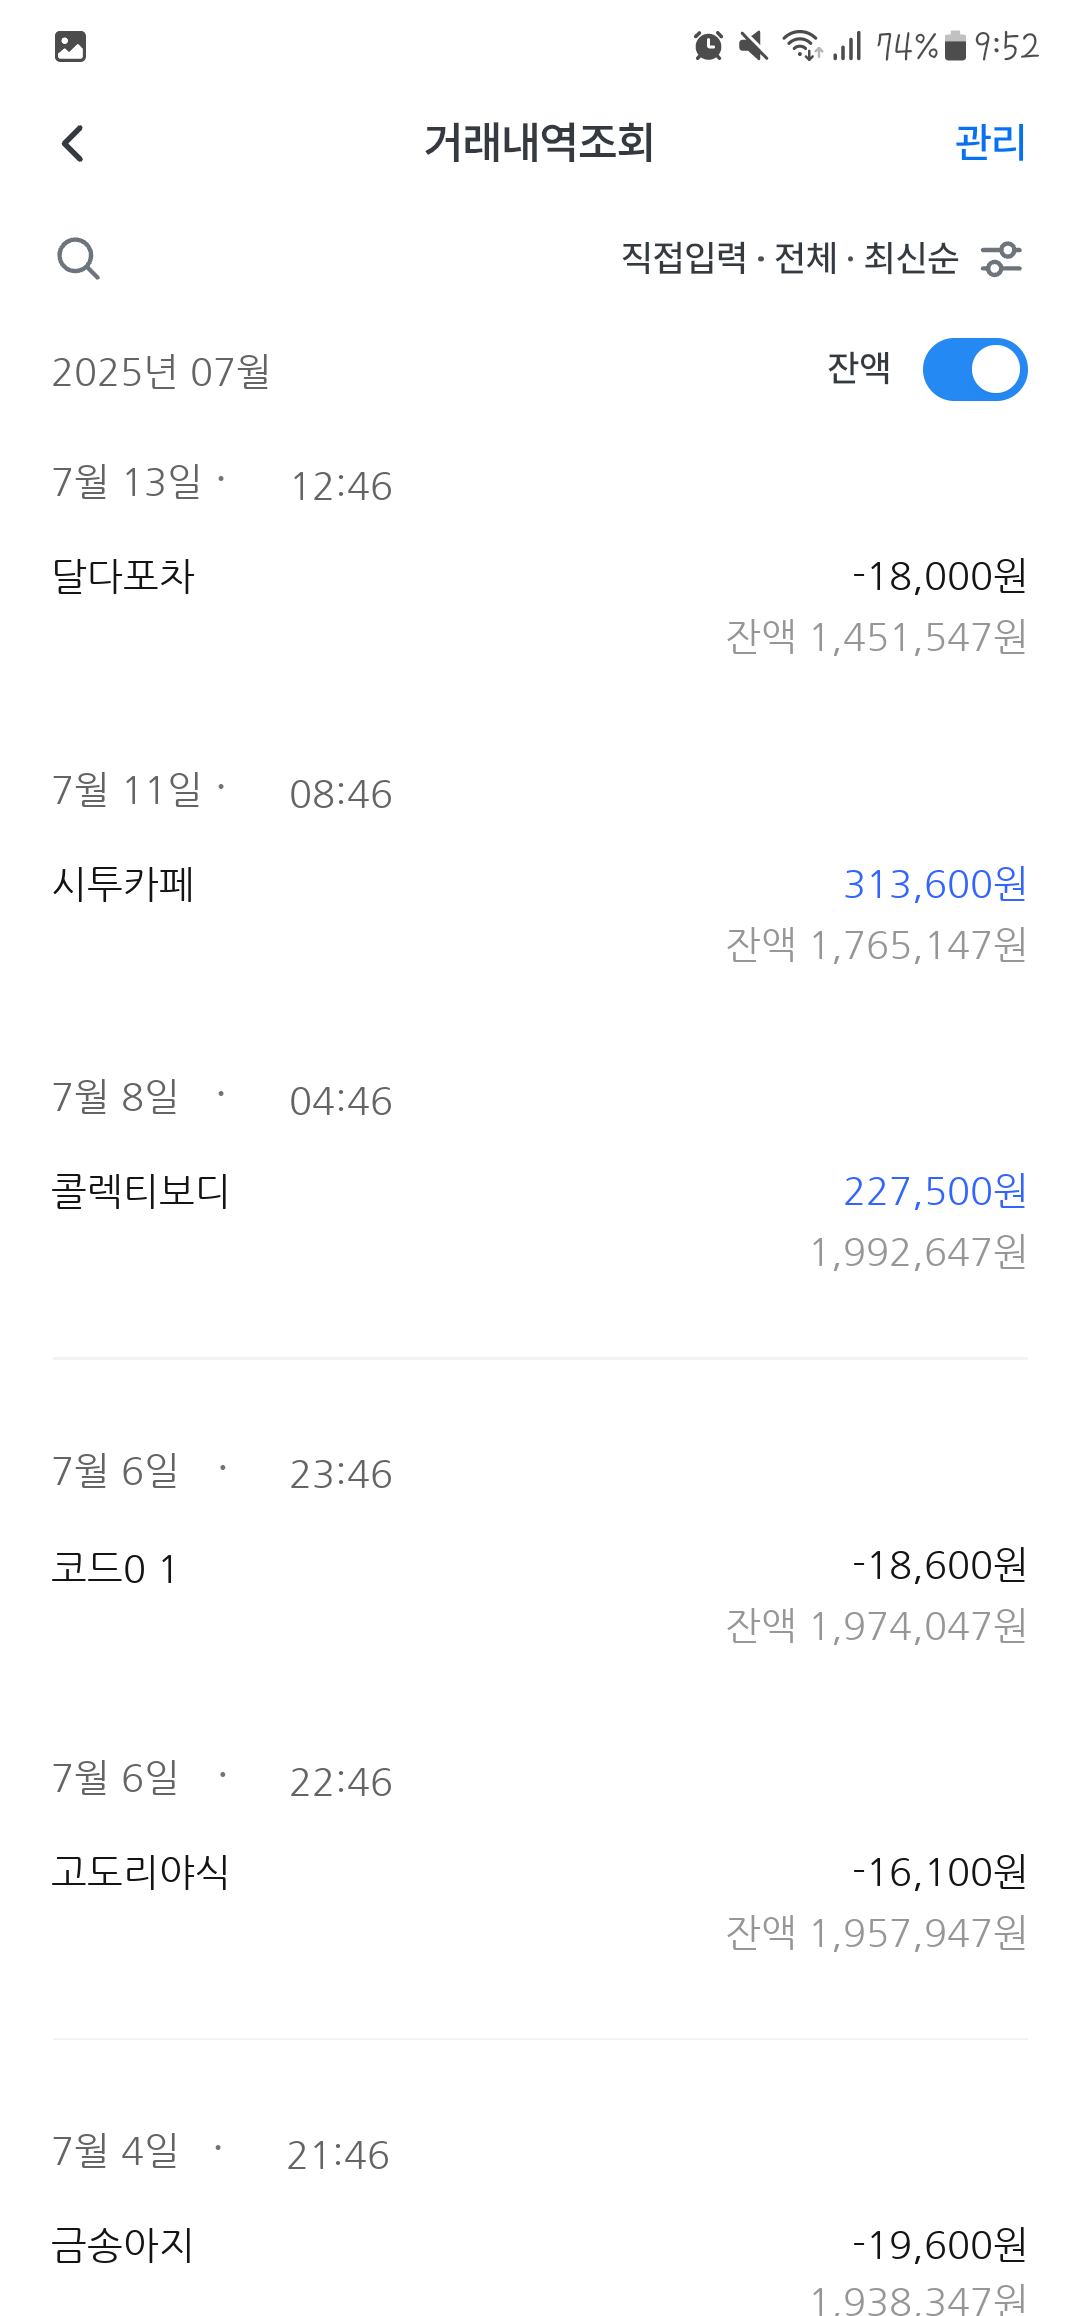 74% 9:52
거래내역조회 관리
직접입력 · 전체 · 최신순
2025년 07월 잔액
7월 13일 · 12:46
달다포차 -18,000원
잔액 1,451,547원
7월 11일 · 08:46
시투카페 313,600원
잔액 1,765,147원
7월 8일 · 04:46
콜렉티보디 227,500원
1,992,647원
7월 6일 · 23:46
코드0 1 -18,600원
잔액 1,974,047원
7월 6일 · 22:46
고도리야식 -16,100원
잔액 1,957,947원
7월 4일 · 21:46
금송아지 -19,600원
1,938,347원